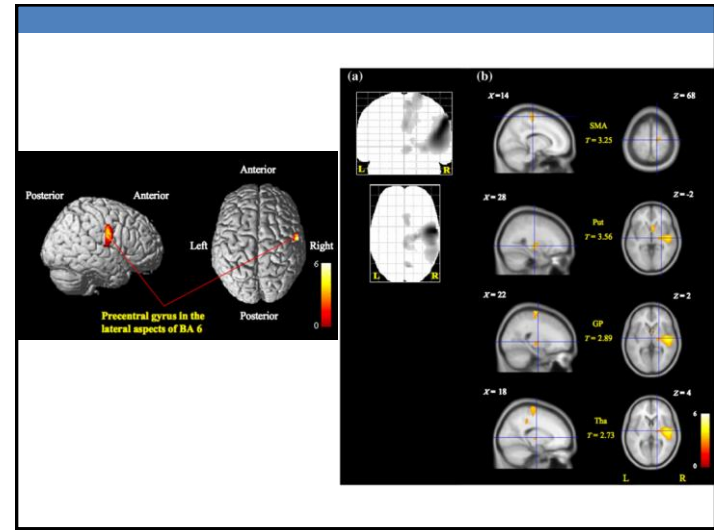 Anterior
Posterior
Anterior
Left
Right
6
0
Posterior
Precentral gyrus in the
lateral aspects of BA 6
(a)
L
R
L
R
(b)
X=14
Z=68
SMA
T=3.25
X=28
Z=-2
Put
T=3.56
X=22
Z=2
GP
T=2.89
X=18
Z=4
Tha
T=2.73
6
0
L
R